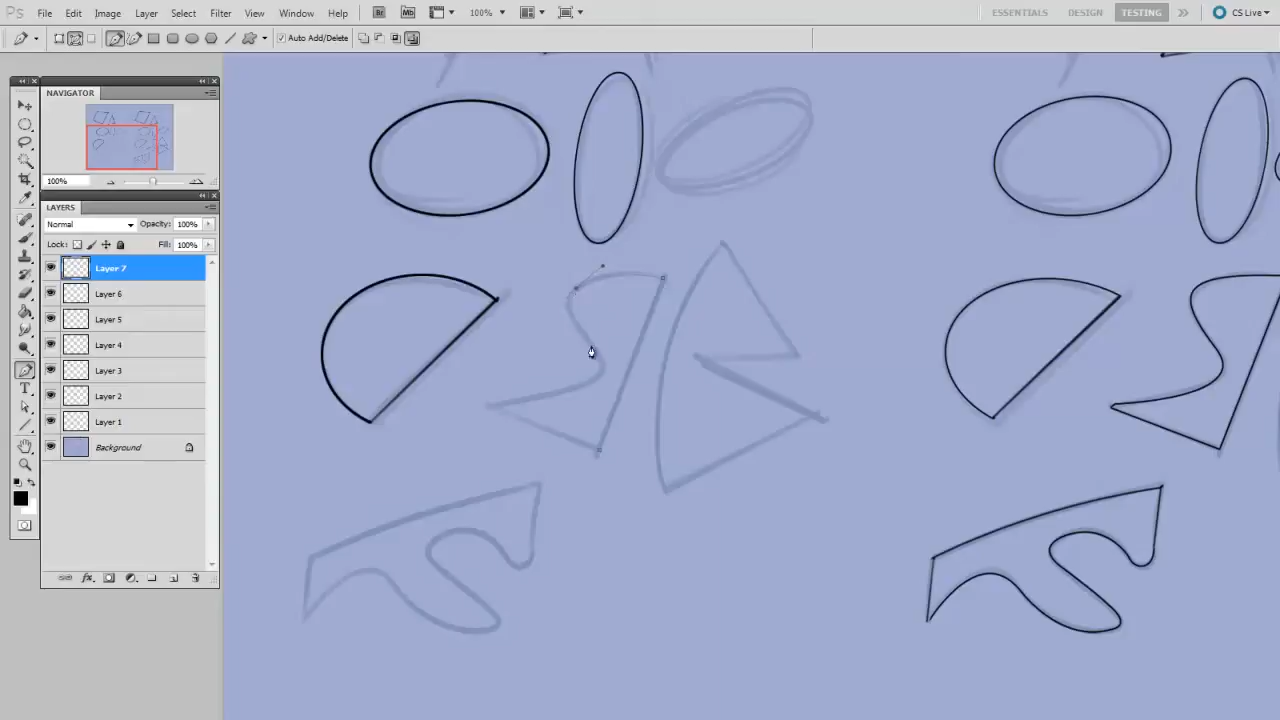 Ps File Edit Image Layer Select Filter View Window Help Br Mb 100% ESSENTIALS DESIGN TESTING CS Live
Auto Add/Delete
NAVIGATOR
100%
LAYERS
Normal Opacity: 100%
Lock: Fill: 100%
Layer 7
Layer 6
Layer 5
Layer 4
Layer 3
Layer 2
Layer 1
Background
T
fx